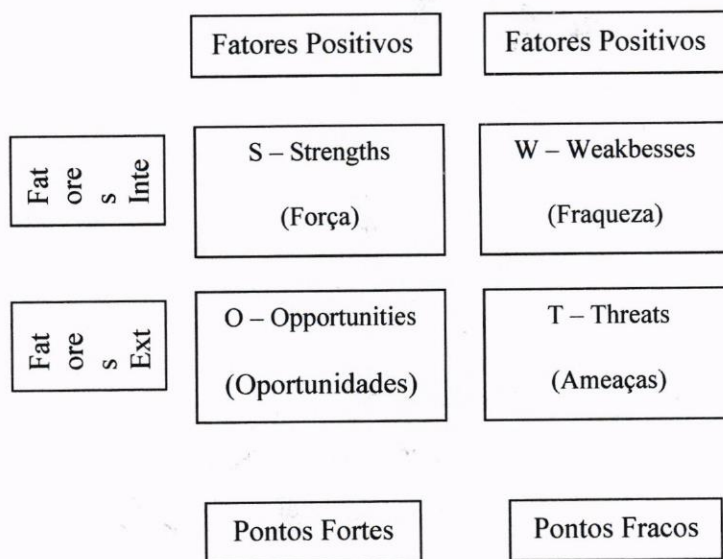 Fatores Positivos
Fatores Positivos
Fat
ore
s
Inte
S – Strengths
(Força)
W – Weakbesses
(Fraqueza)
Fat
ore
s
Ext
O – Opportunities
(Oportunidades)
T – Threats
(Ameaças)
Pontos Fortes
Pontos Fracos